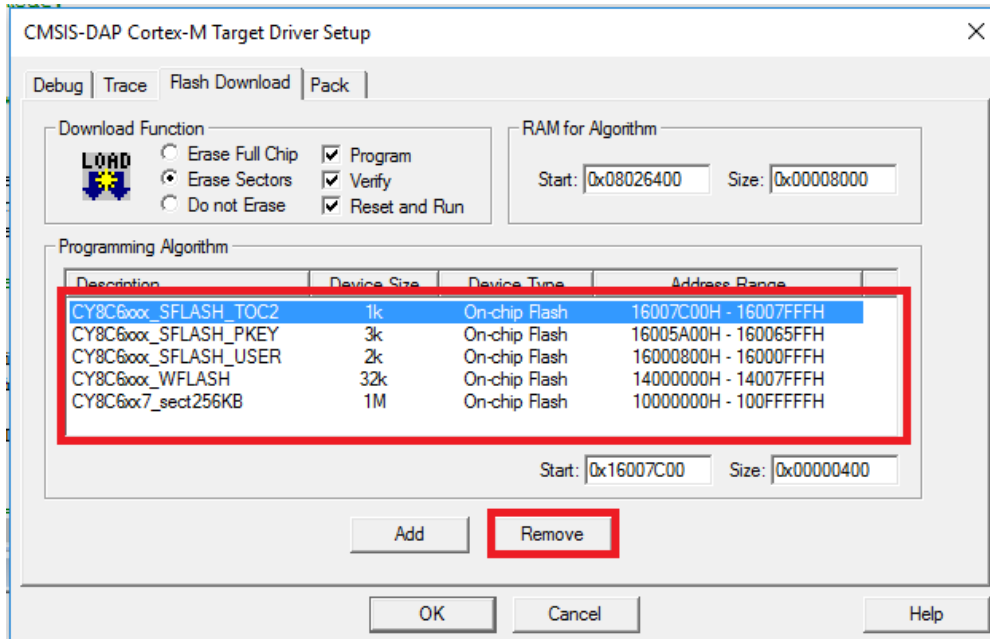 CMSIS-DAP Cortex-M Target Driver Setup
Debug Trace Flash Download Pack
Download Function
LOAD
Erase Full Chip
Erase Sectors
Do not Erase
Program
Verify
Reset and Run
RAM for Algorithm
Start: 0x08026400 Size: 0x00008000
Programming Algorithm
Description Device Size Device Type Address Range
CY8C6xxx_SFLASH_TOC2 1k On-chip Flash 16007C00H - 16007FFFH
CY8C6xxx_SFLASH_PKEY 3k On-chip Flash 16005A00H - 160065FFH
CY8C6xxx_SFLASH_USER 2k On-chip Flash 16000800H - 16000FFFH
CY8C6xxx_WFLASH 32k On-chip Flash 14000000H - 14007FFFH
CY8C6xx7_sect256KB 1M On-chip Flash 10000000H - 100FFFFFH
Start: 0x16007C00 Size: 0x00000400
Add Remove
OK Cancel Help